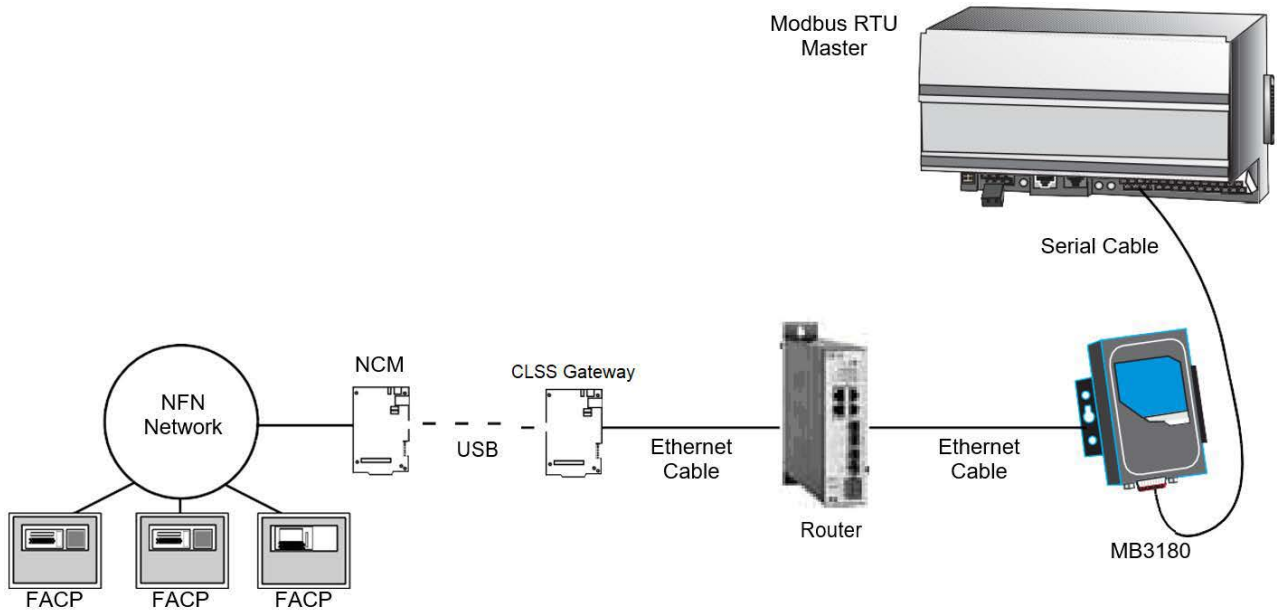 Modbus RTU
Master
Serial Cable
NFN
Network
NCM
USB
CLSS Gateway
Ethernet
Cable
Router
Ethernet
Cable
MB3180
FACP
FACP
FACP